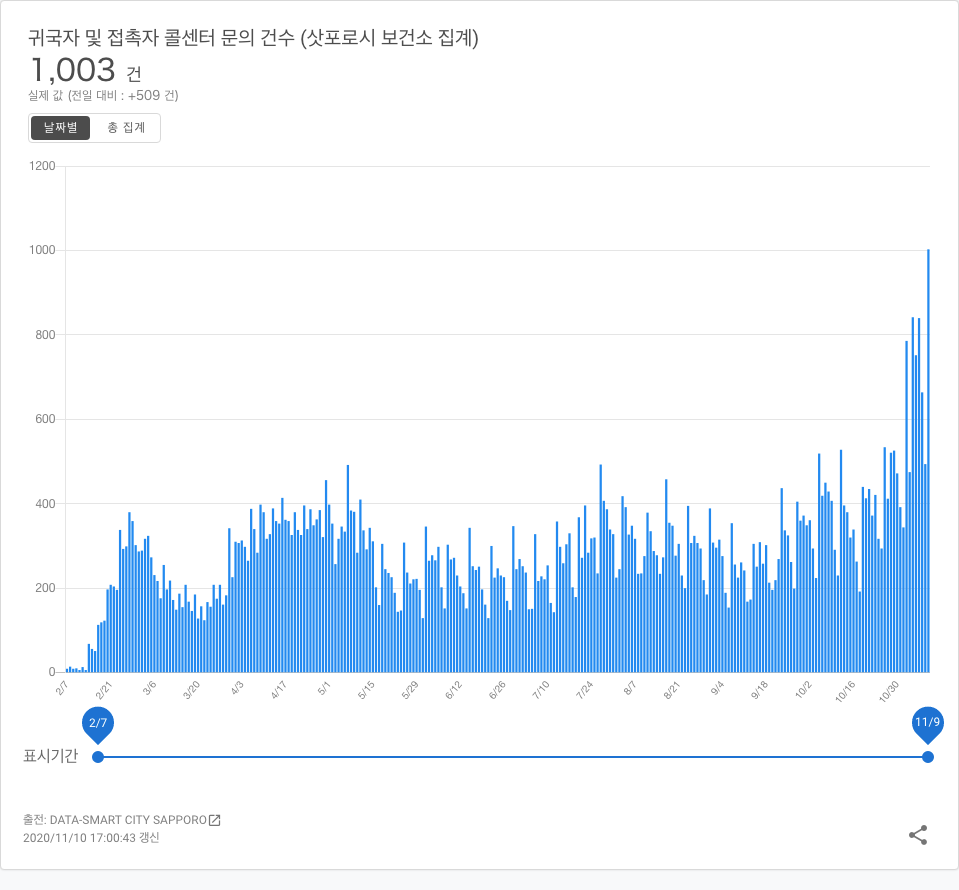 귀국자 및 접촉자 콜센터 문의 건수 (삿포로시 보건소 집계)
1,003 건
실제 값 (전일 대비 : +509 건)
날짜별 총 집계
1200
1000
800
600
400
200
0
2/7 2/21 3/6 3/20 4/3 4/17 5/1 5/15 5/29 6/12 6/26 7/10 7/24 8/7 8/21 9/4 9/18 10/2 10/16 10/30
2/7 11/9
표시기간
출전: DATA-SMART CITY SAPPORO
2020/11/10 17:00:43 갱신